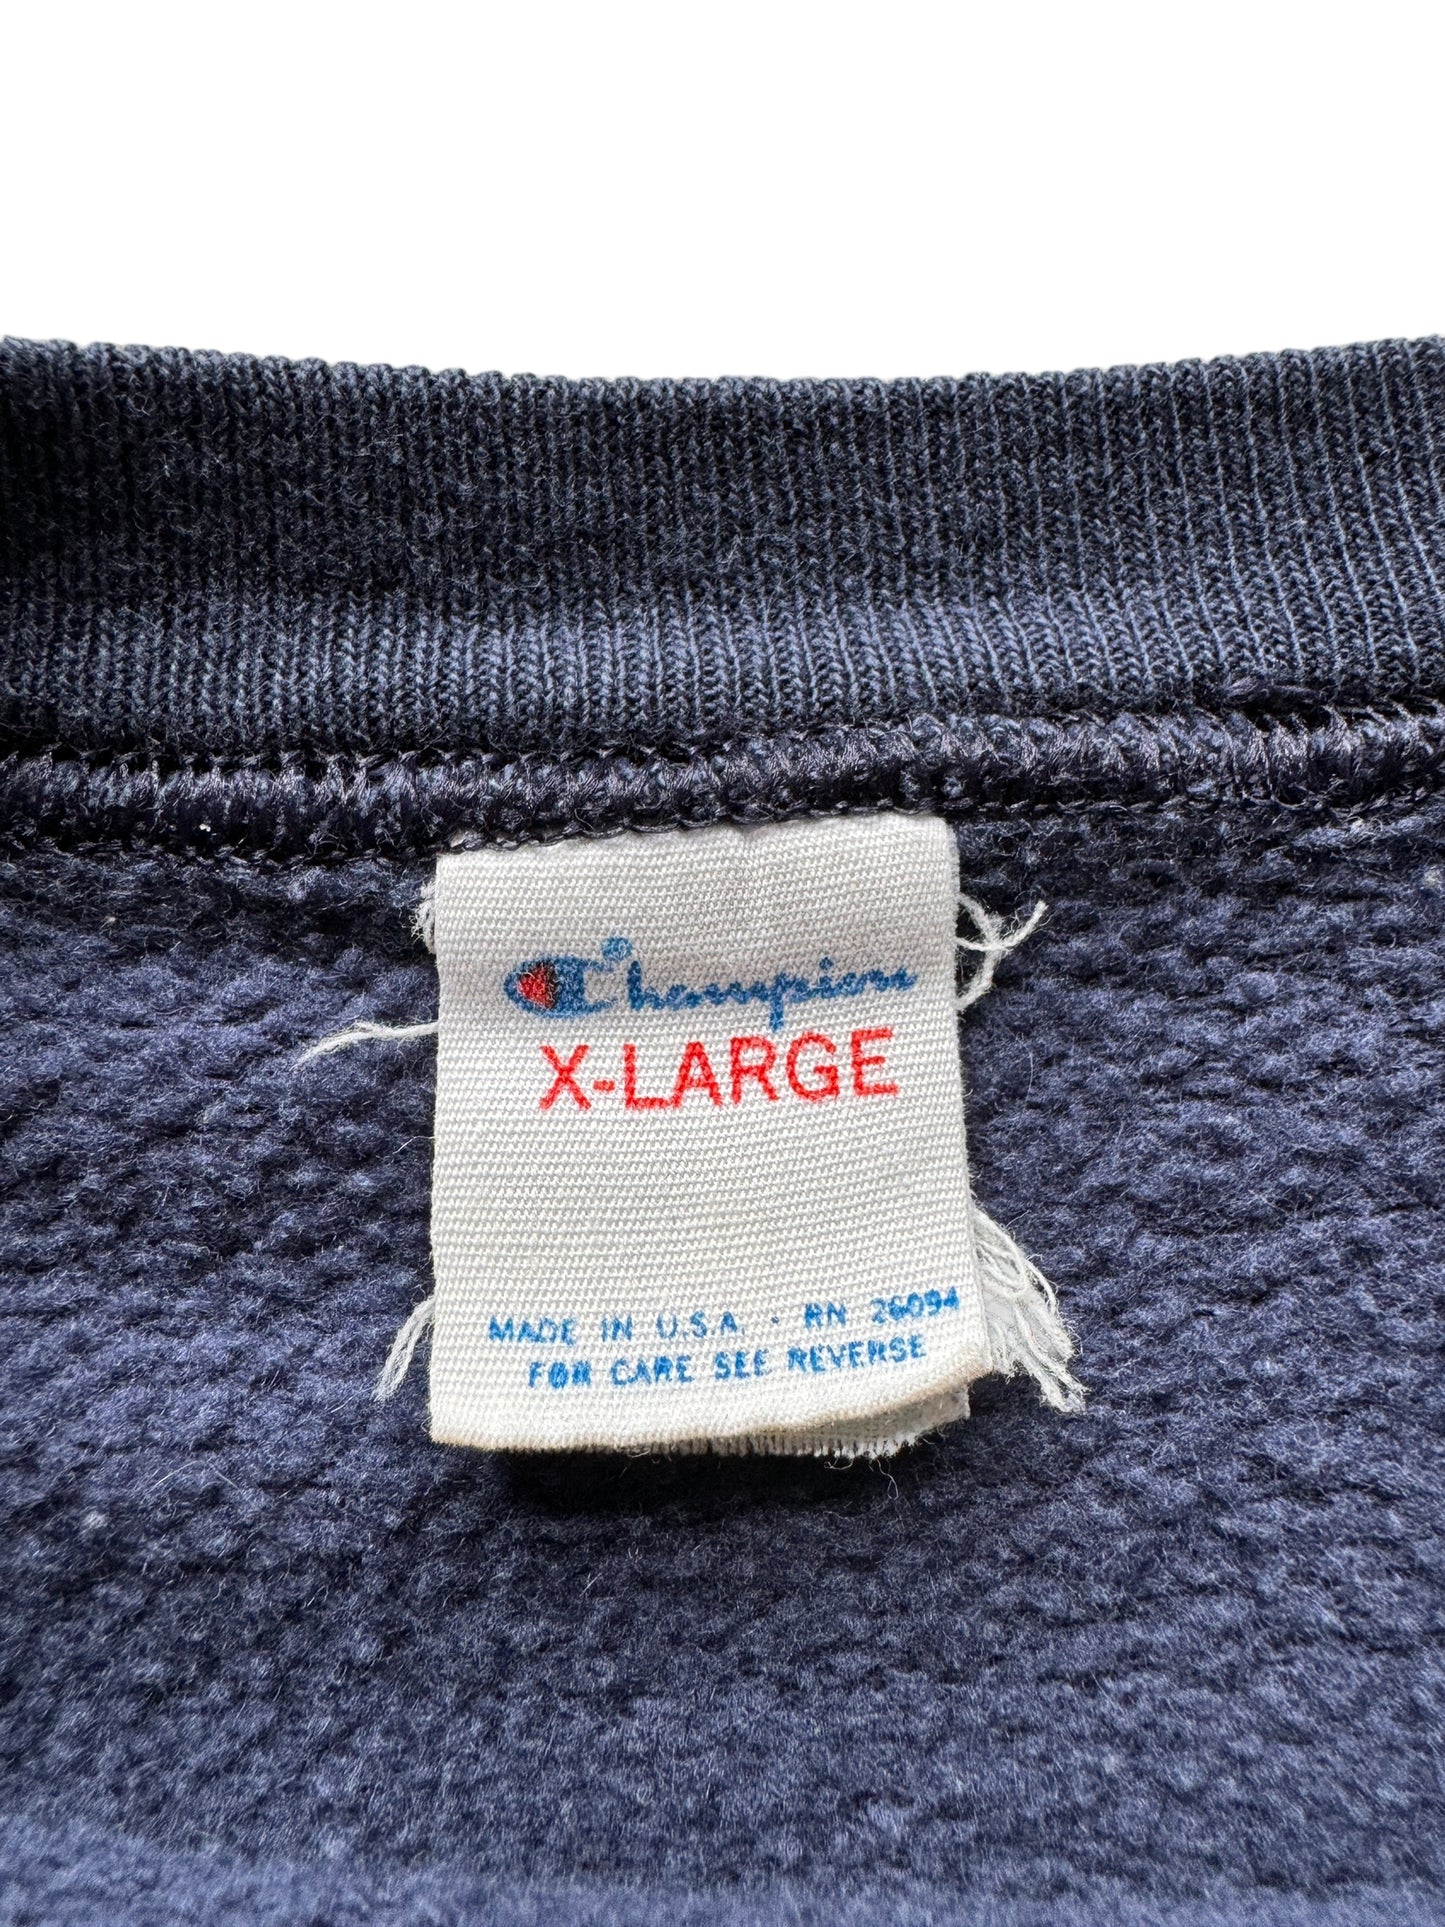 Champion®
X-LARGE
MADE IN U.S.A. · RN 26094
FOR CARE SEE REVERSE